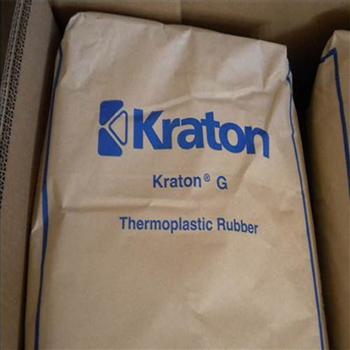 Kraton
Kraton® G
Thermoplastic Rubber